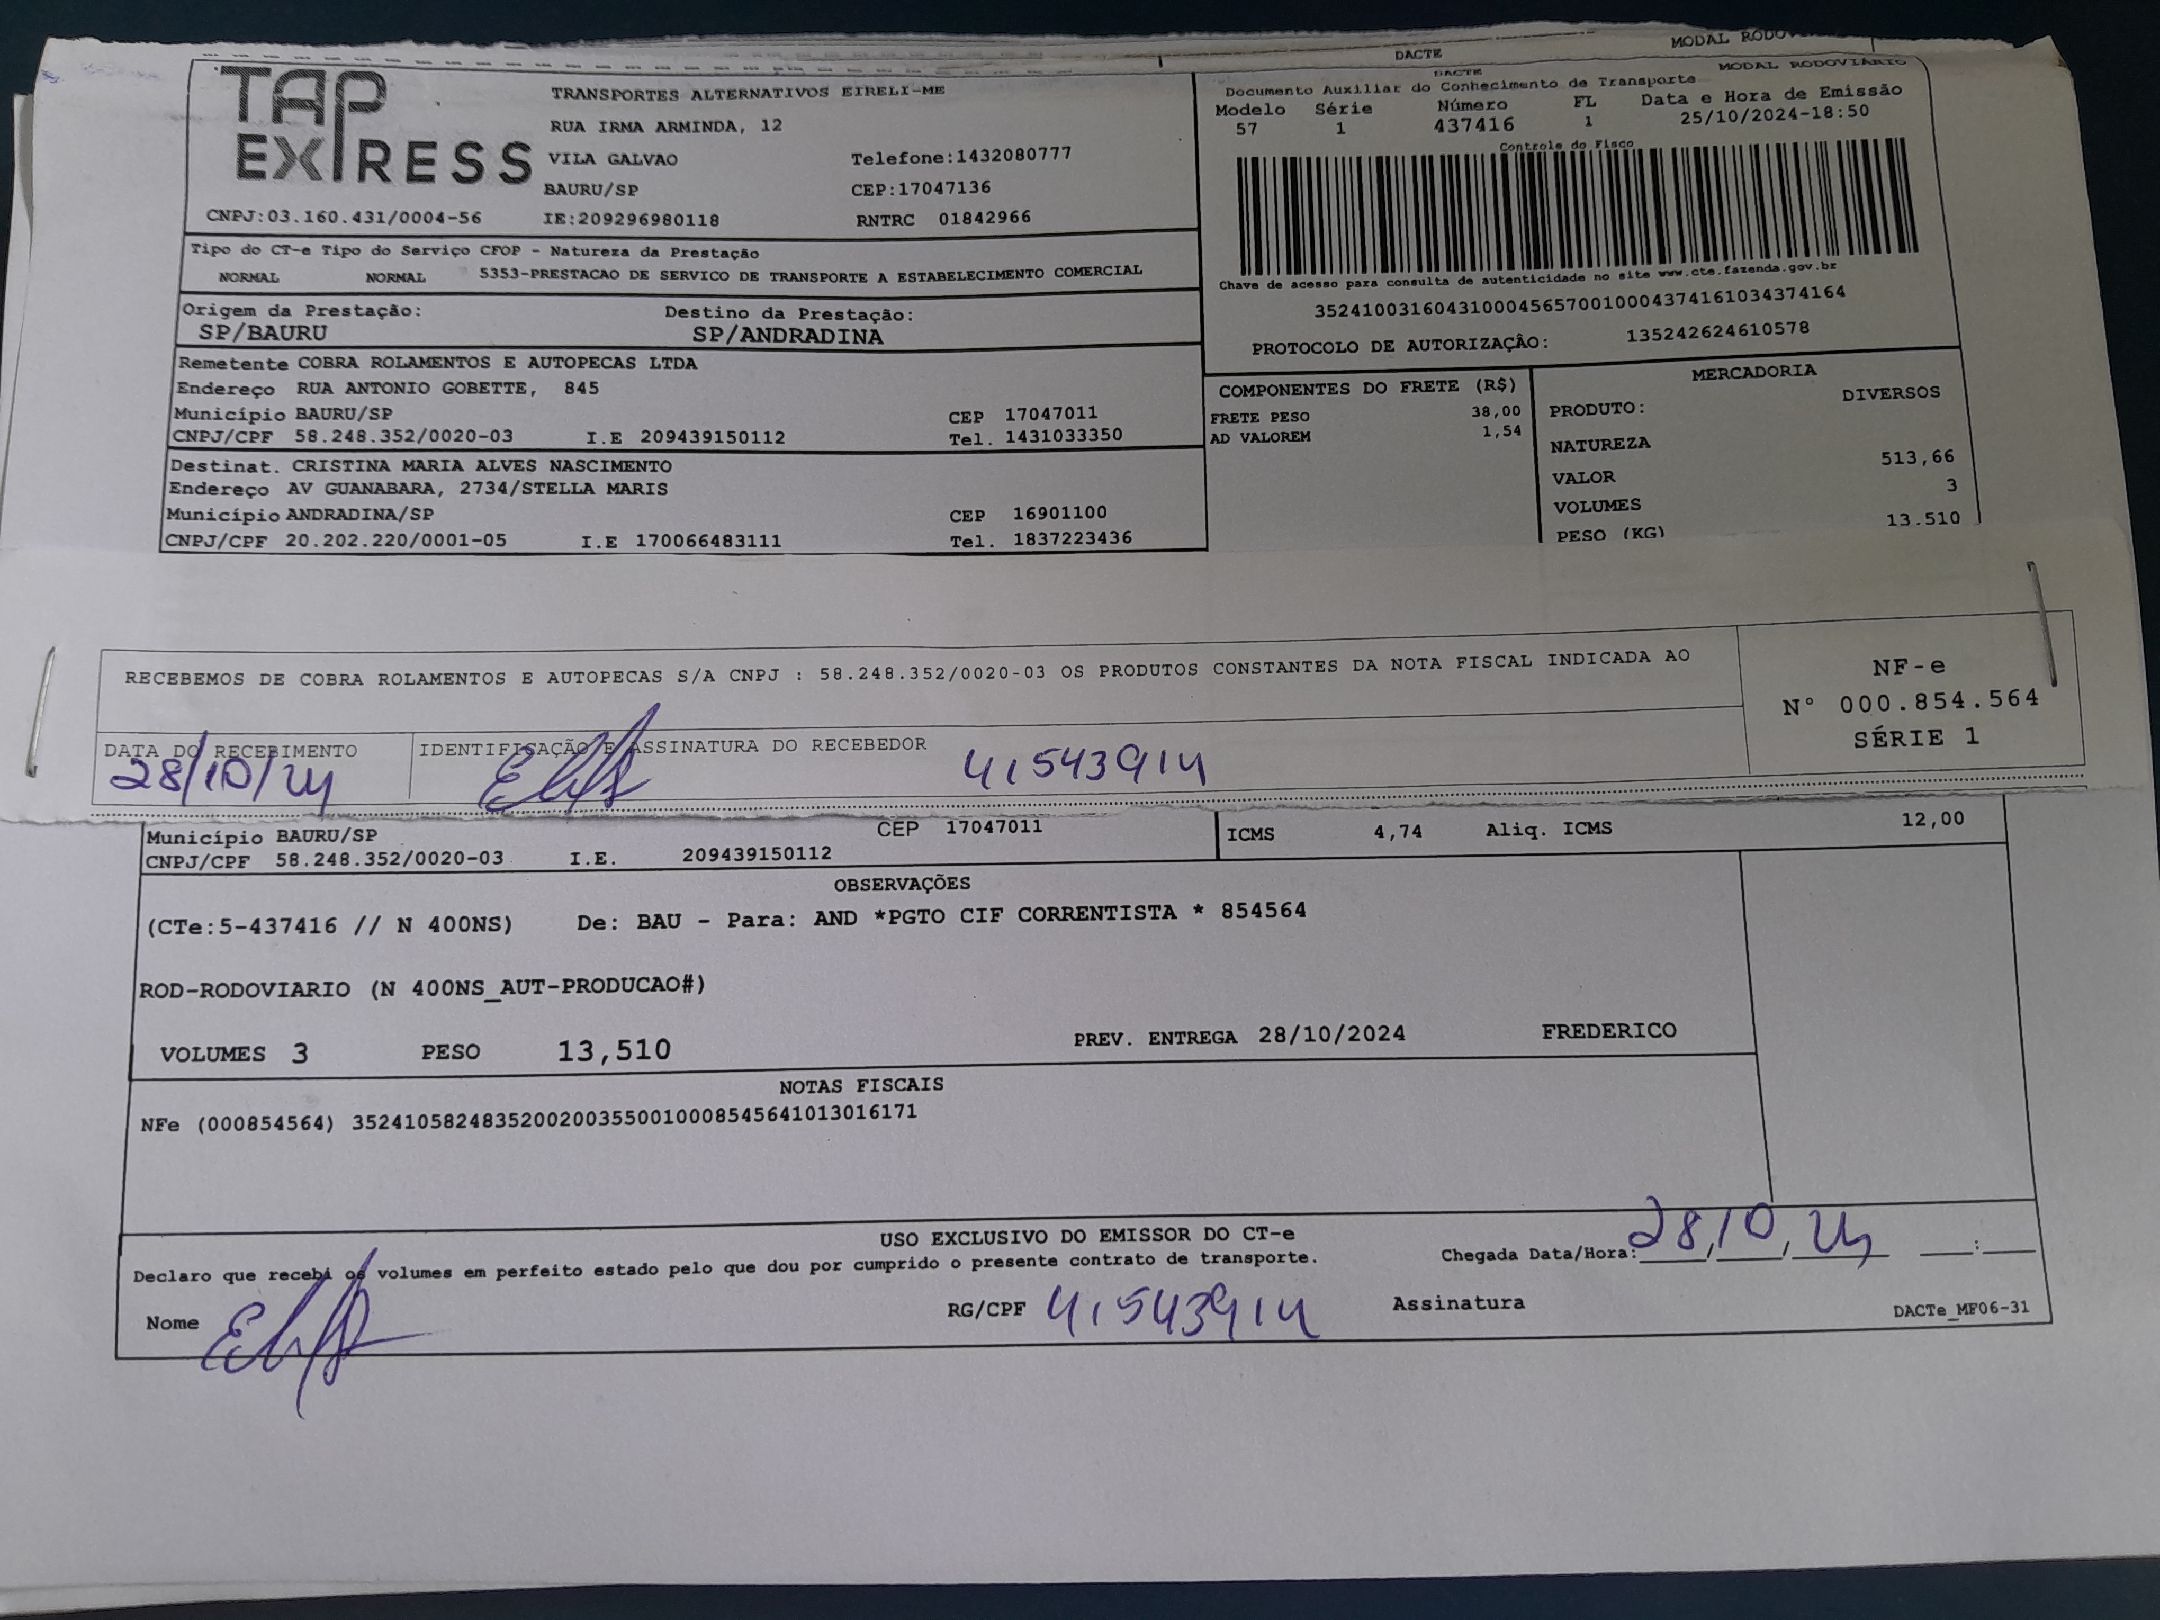 DACTE MODAL
TAP EXPRESS
TRANSPORTES ALTERNATIVOS EIRELI-ME
RUA IRMA ARMINDA, 12
VILA GALVAO Telefone:1432080777
BAURU/SP CEP:17047136
CNPJ:03.160.431/0004-56 IE:209296980118 RNTRC 01842966
DACTE MODAL RODOVIÁRIO
Documento Auxiliar do Conhecimento de Transporte
Modelo Série Número FL Data e Hora de Emissão
57 1 437416 1 25/10/2024-18:50
Controle do Fisco
Chave de acesso para consulta de autenticidade no site www.cte.fazenda.gov.br
35241003160431000456570010004374161034374164
PROTOCOLO DE AUTORIZAÇÃO: 135242624610578
Tipo do CT-e Tipo do Serviço CFOP - Natureza da Prestação
NORMAL NORMAL 5353-PRESTACAO DE SERVICO DE TRANSPORTE A ESTABELECIMENTO COMERCIAL
Origem da Prestação: Destino da Prestação:
SP/BAURU SP/ANDRADINA
Remetente COBRA ROLAMENTOS E AUTOPECAS LTDA
Endereço RUA ANTONIO GOBETTE, 845
Município BAURU/SP CEP 17047011
CNPJ/CPF 58.248.352/0020-03 I.E 209439150112 Tel. 1431033350
Destinat. CRISTINA MARIA ALVES NASCIMENTO
Endereço AV GUANABARA, 2734/STELLA MARIS
Município ANDRADINA/SP CEP 16901100
CNPJ/CPF 20.202.220/0001-05 I.E 170066483111 Tel. 1837223436
COMPONENTES DO FRETE (R$)
FRETE PESO 38,00
AD VALOREM 1,54
MERCADORIA
PRODUTO: DIVERSOS
NATUREZA
VALOR 513,66
VOLUMES 3
PESO (KG) 13.510
RECEBEMOS DE COBRA ROLAMENTOS E AUTOPECAS S/A CNPJ : 58.248.352/0020-03 OS PRODUTOS CONSTANTES DA NOTA FISCAL INDICADA AO
NF-e
Nº 000.854.564
SÉRIE 1
DATA DO RECEBIMENTO IDENTIFICAÇÃO E ASSINATURA DO RECEBEDOR
28/10/24 41543914
Município BAURU/SP CEP 17047011
CNPJ/CPF 58.248.352/0020-03 I.E. 209439150112
ICMS 4,74 Aliq. ICMS 12,00
OBSERVAÇÕES
(CTe:5-437416 // N 400NS) De: BAU - Para: AND *PGTO CIF CORRENTISTA * 854564
ROD-RODOVIARIO (N 400NS_AUT-PRODUCAO#)
VOLUMES 3 PESO 13,510 PREV. ENTREGA 28/10/2024 FREDERICO
NOTAS FISCAIS
NFe (000854564) 35241058248352002003550010008545641013016171
USO EXCLUSIVO DO EMISSOR DO CT-e
Declaro que recebi os volumes em perfeito estado pelo que dou por cumprido o presente contrato de transporte.
Chegada Data/Hora: 28/10/24 __:__
Nome RG/CPF 41543914 Assinatura
DACTe_MF06-31